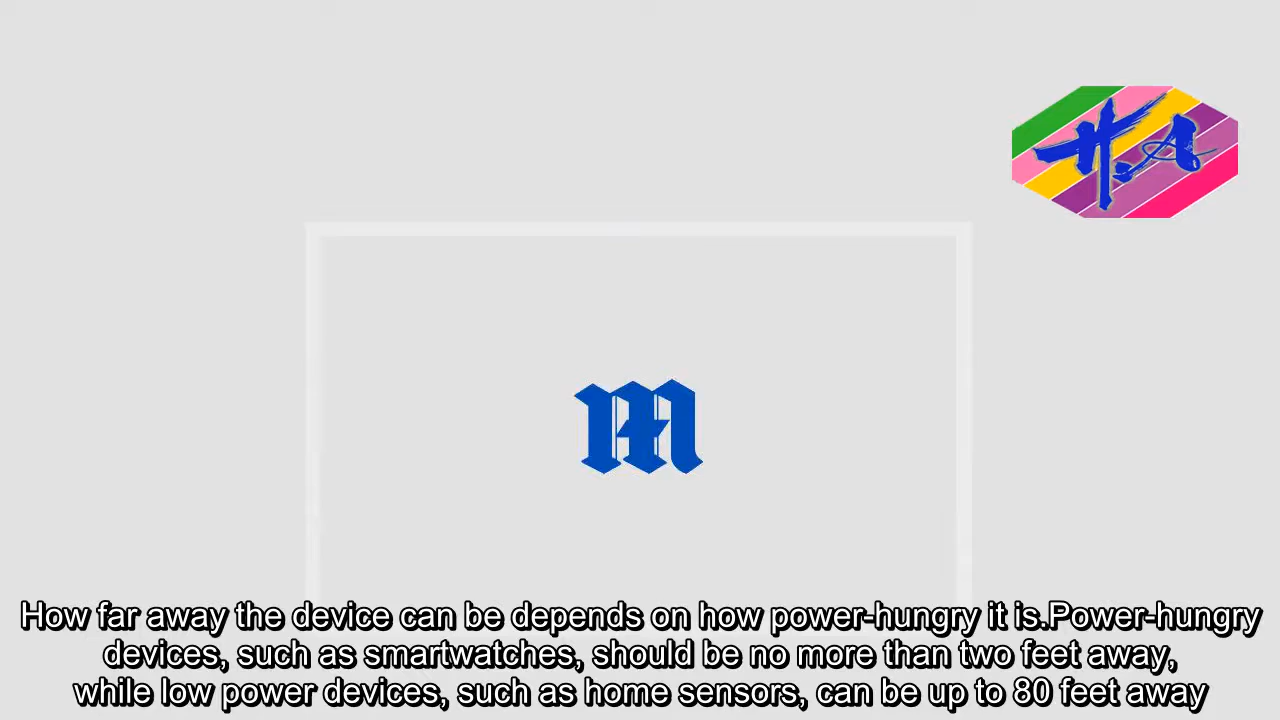 H.A
m
How far away the device can be depends on how power-hungry it is.Power-hungry
devices, such as smartwatches, should be no more than two feet away,
while low power devices, such as home sensors, can be up to 80 feet away